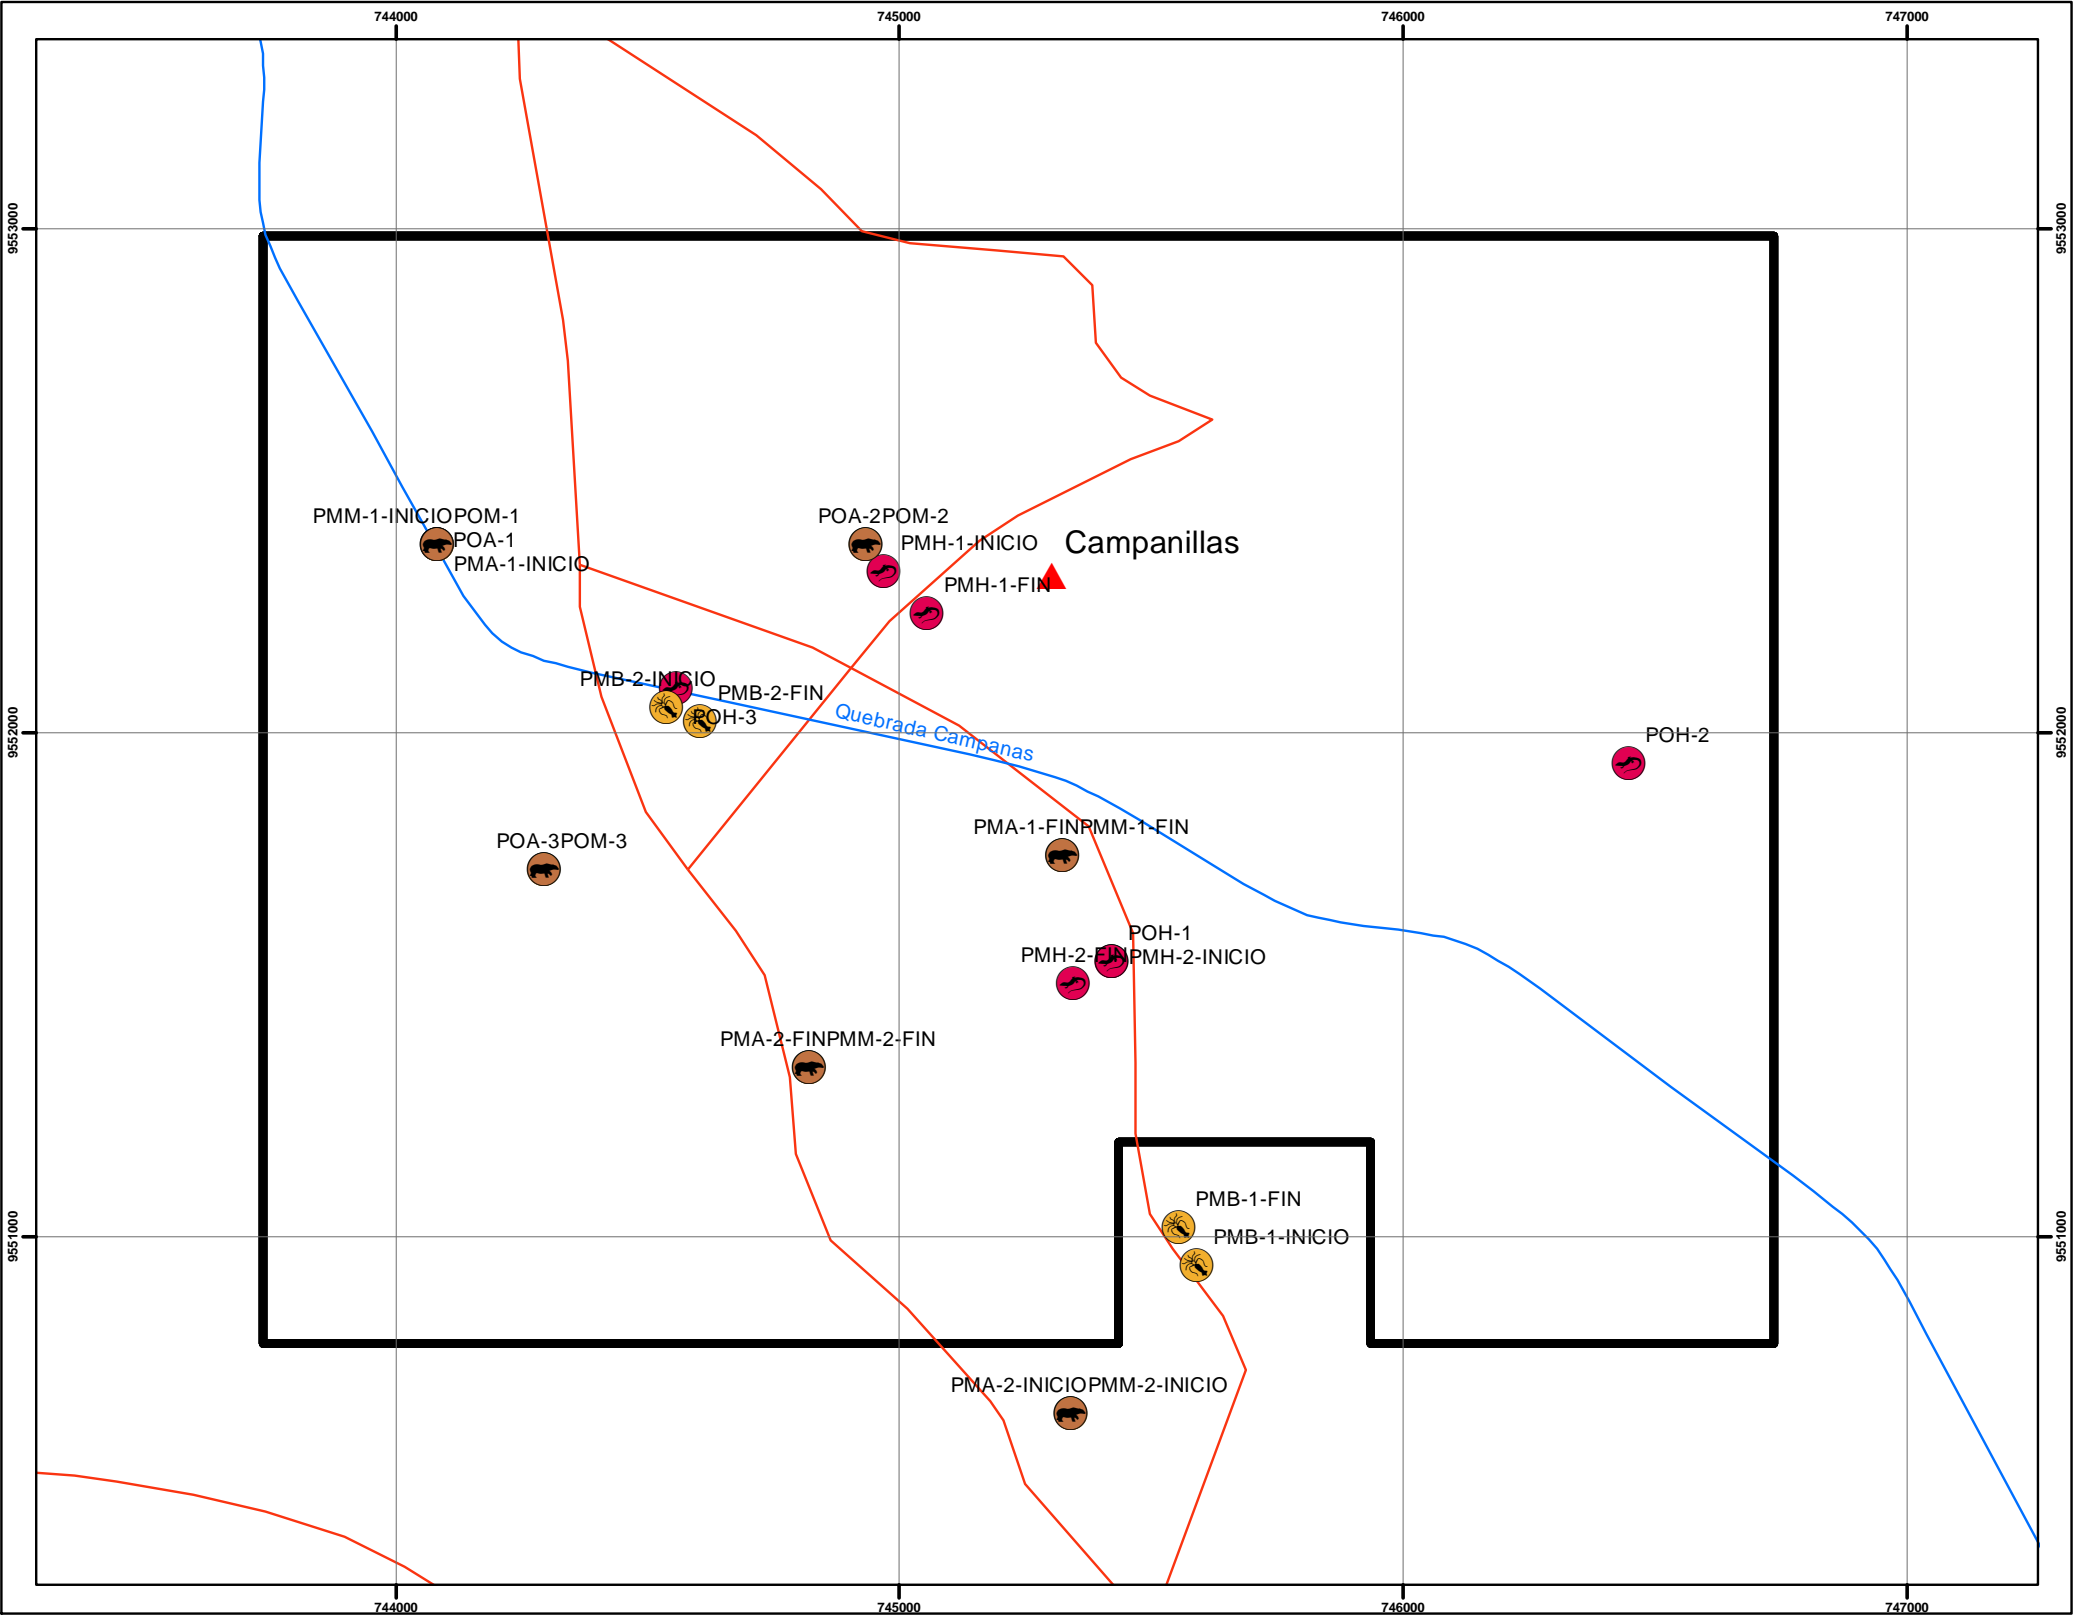 744000 745000 746000 747000
9553000 9553000
PMM-1-INICIOPOM-1
POA-1
PMA-1-INICIO
POA-2POM-2
PMH-1-INICIO
Campanillas
PMH-1-FIN
PMB-2-INICIO
PMB-2-FIN
POH-3
Quebrada Campanas
9552000 9552000
POH-2
PMA-1-FINPMM-1-FIN
POA-3POM-3
POH-1
PMH-2-FINPMH-2-INICIO
PMA-2-FINPMM-2-FIN
PMB-1-FIN
PMB-1-INICIO
9551000 9551000
PMA-2-INICIOPMM-2-INICIO
744000 745000 746000 747000